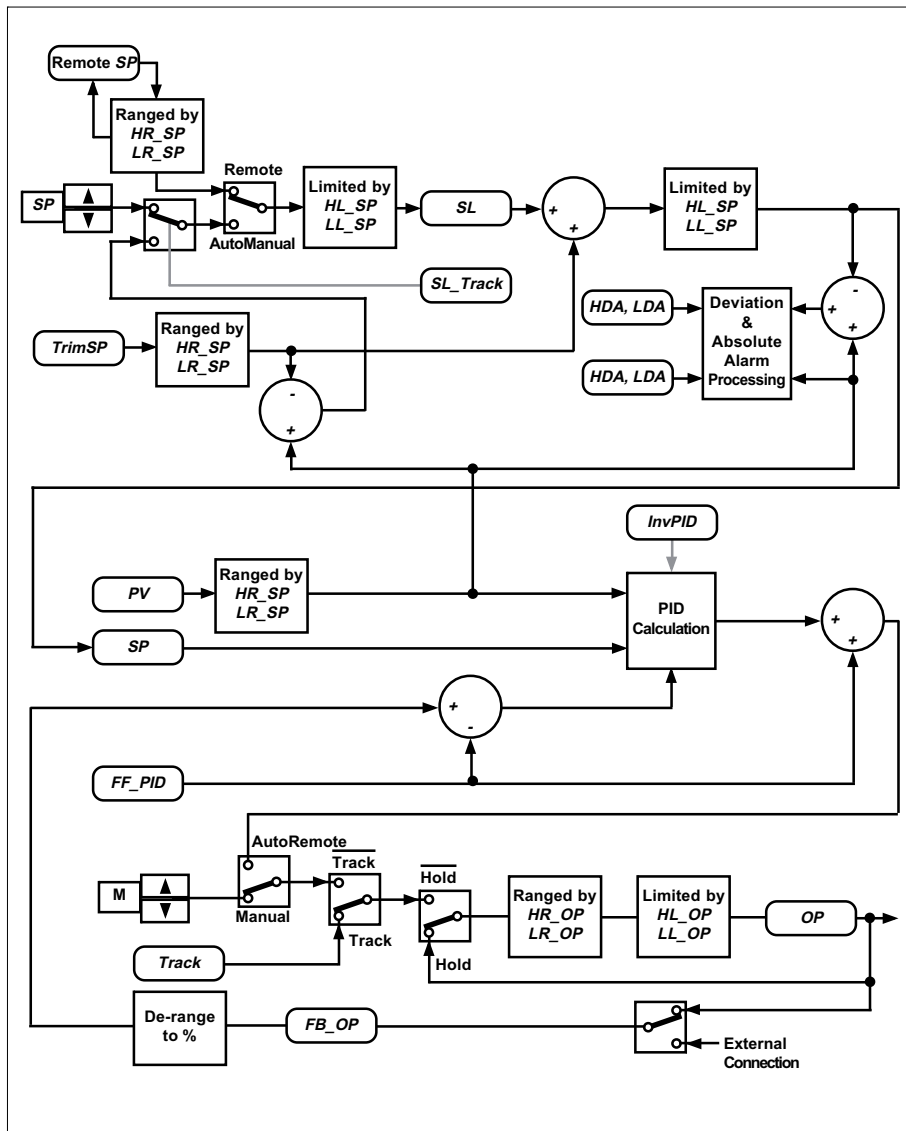 Remote SP
Ranged by
HR_SP
LR_SP
Remote
SP
AutoManual
Limited by
HL_SP
LL_SP
SL
+
+
Limited by
HL_SP
LL_SP
SL_Track
TrimSP
Ranged by
HR_SP
LR_SP
HDA, LDA
HDA, LDA
Deviation
&
Absolute
Alarm
Processing
-
+
+
-
+
InvPID
PV
Ranged by
HR_SP
LR_SP
SP
PID
Calculation
+
+
+
-
FF_PID
AutoRemote
M
Manual
Track
Track
Track
Hold
Hold
Ranged by
HR_OP
LR_OP
Limited by
HL_OP
LL_OP
OP
De-range
to %
FB_OP
External
Connection